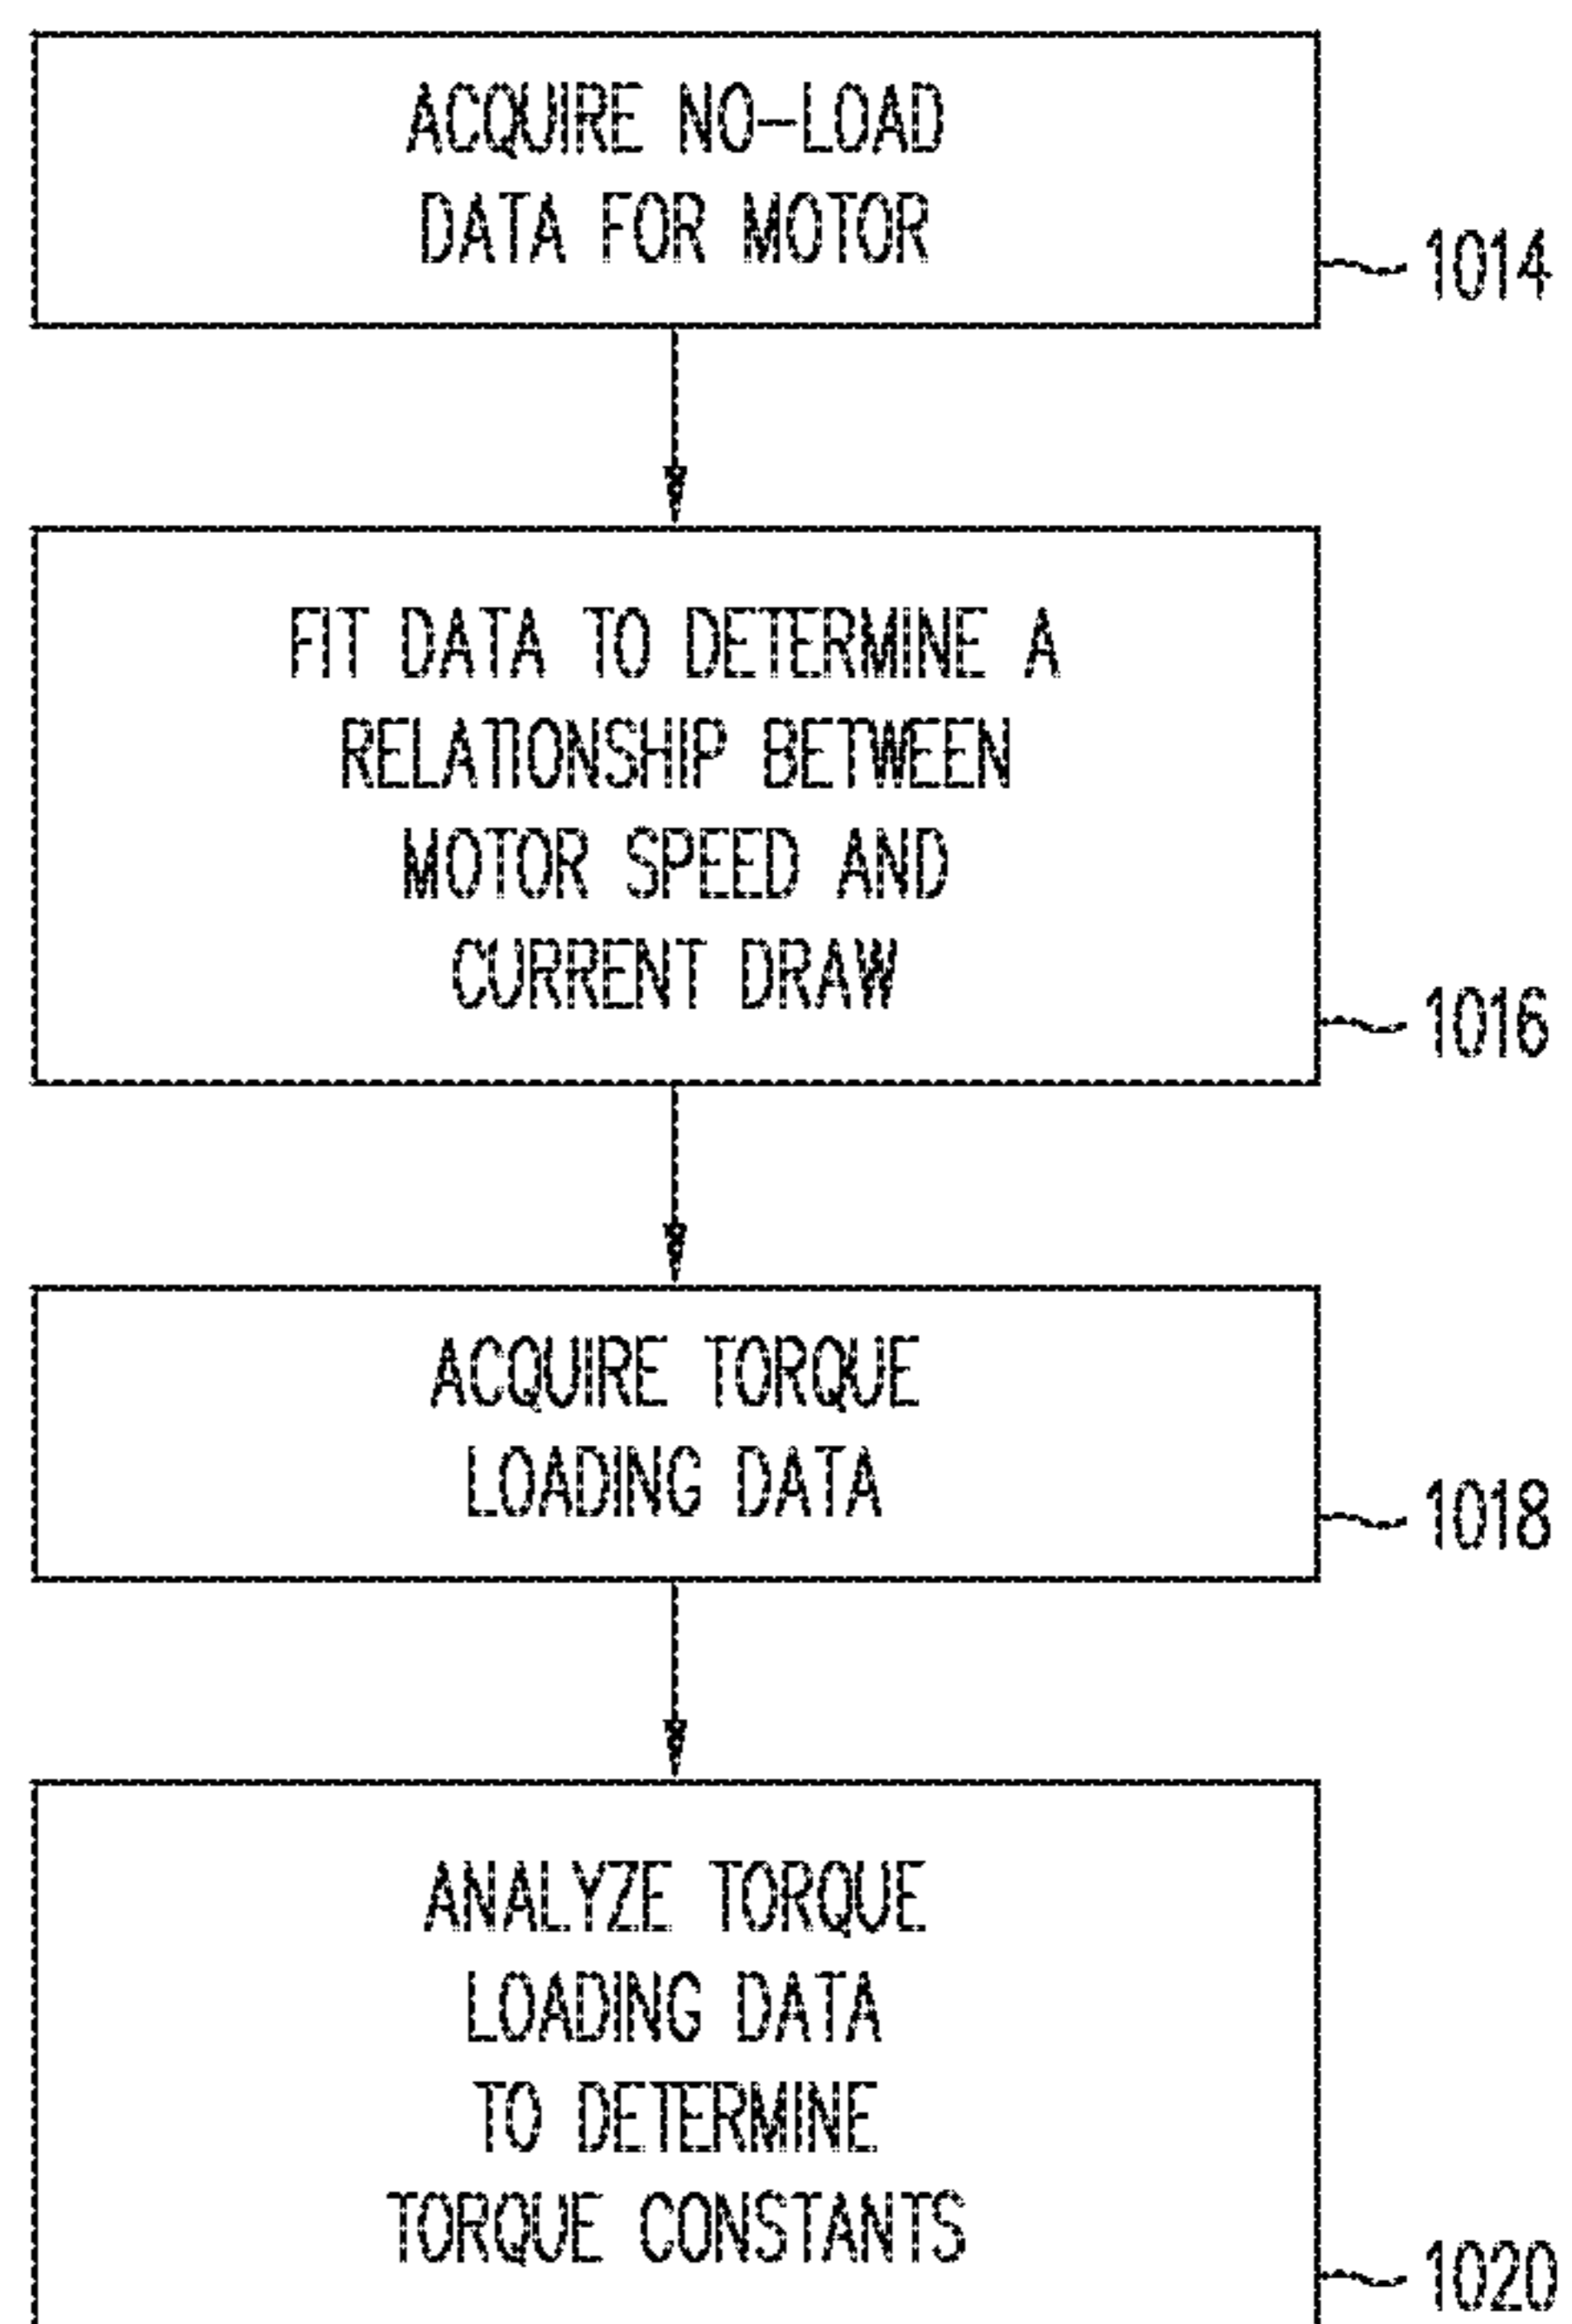 ACQUIRE NO-LOAD
DATA FOR MOTOR
1014
FIT DATA TO DETERMINE A
RELATIONSHIP BETWEEN
MOTOR SPEED AND
CURRENT DRAW
1016
ACQUIRE TORQUE
LOADING DATA
1018
ANALYZE TORQUE
LOADING DATA
TO DETERMINE
TORQUE CONSTANTS
1020